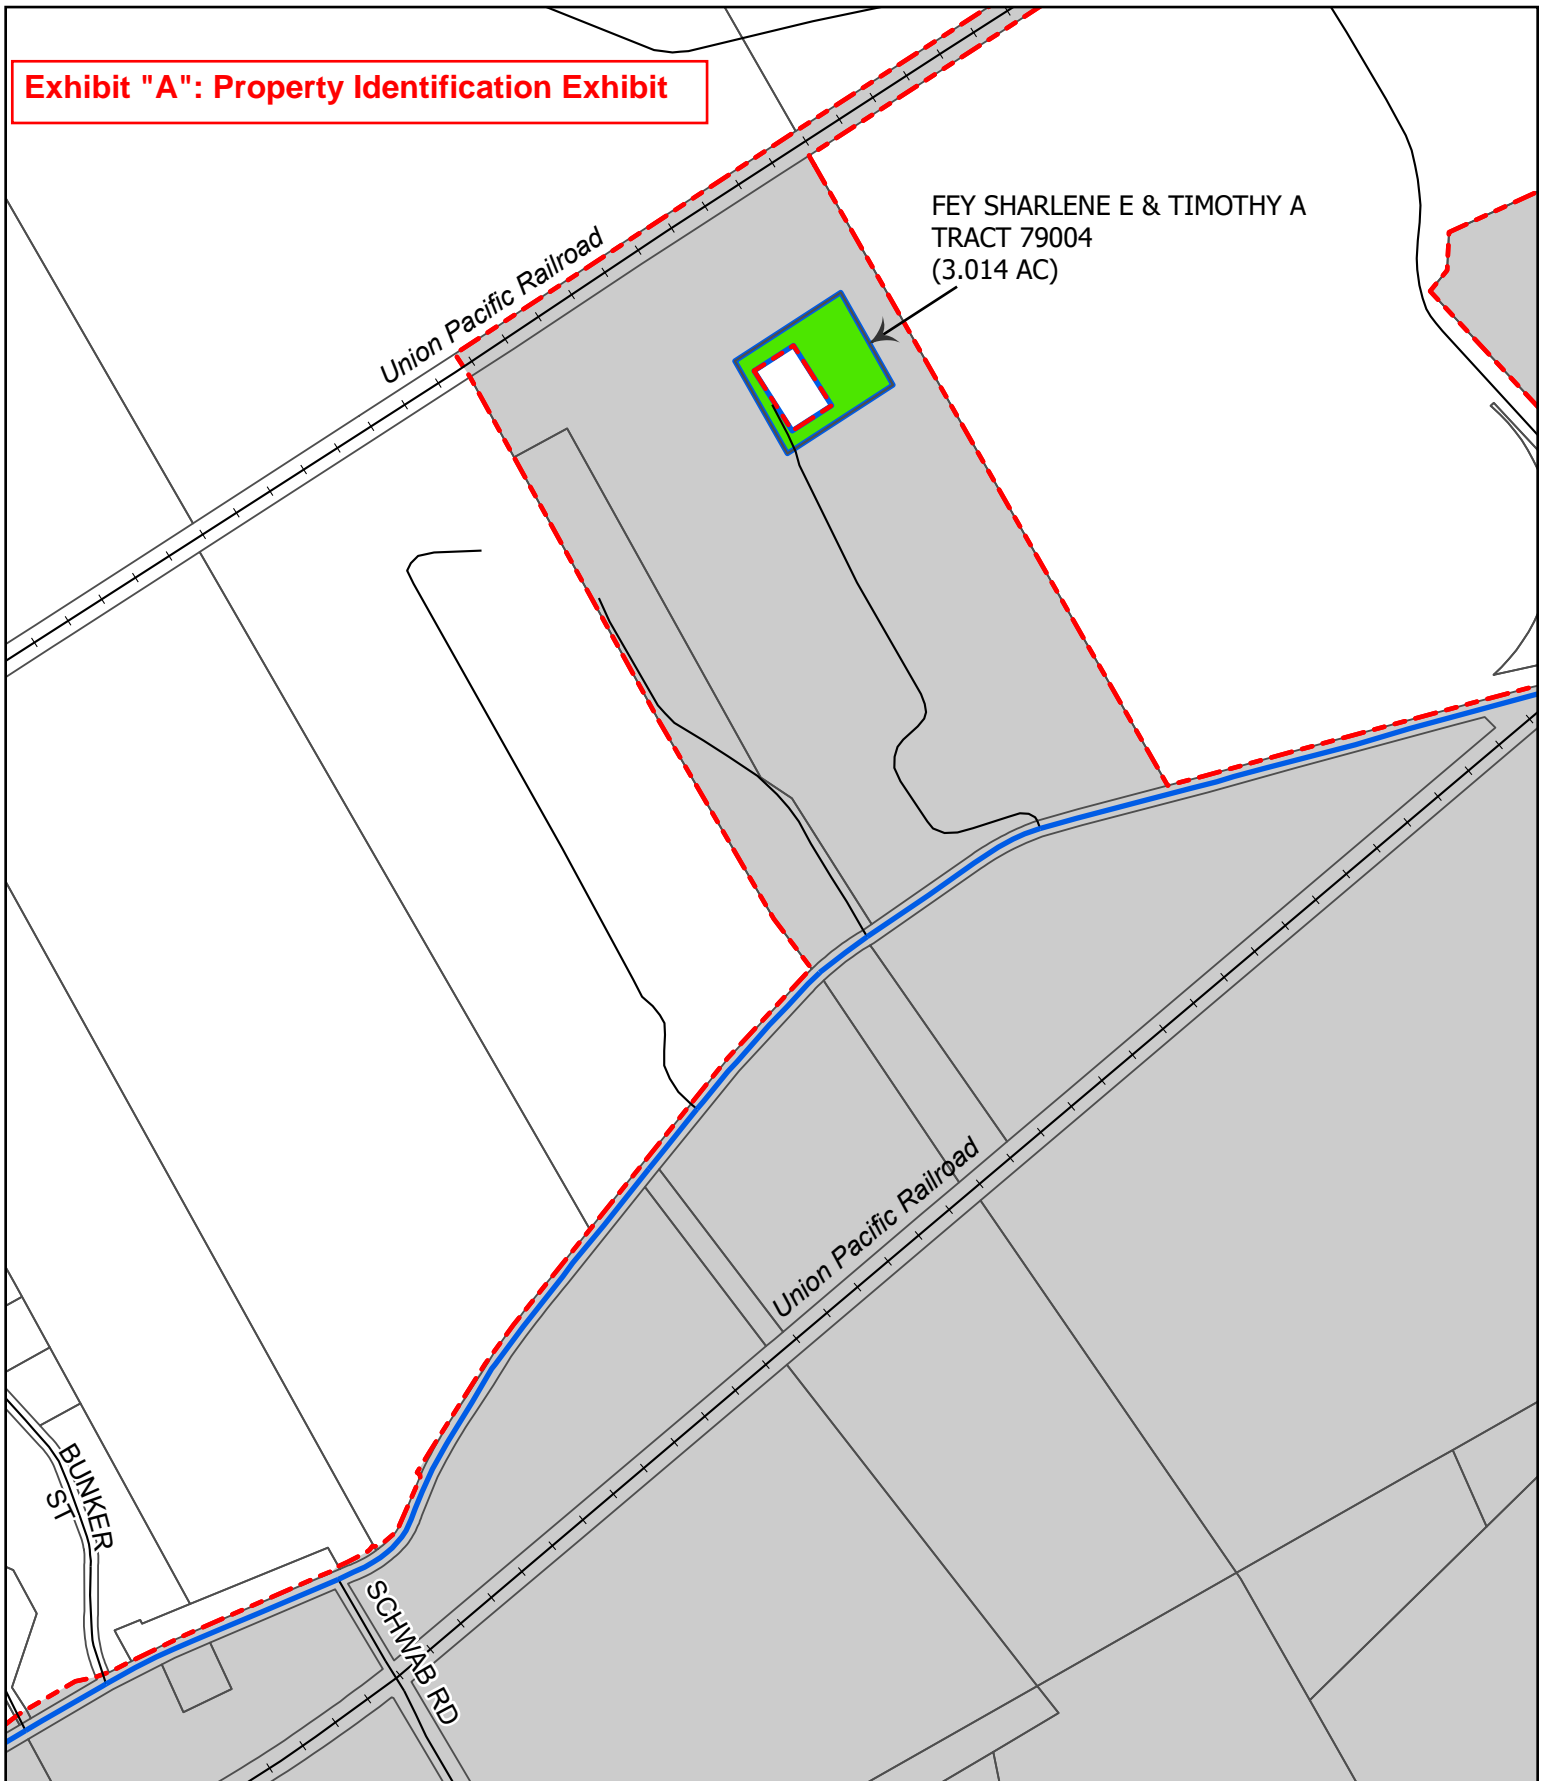 Exhibit "A": Property Identification Exhibit
FEY SHARLENE E & TIMOTHY A
TRACT 79004
(3.014 AC)
Union Pacific Railroad
Union Pacific Railroad
BUNKER
ST
SCHWAB RD